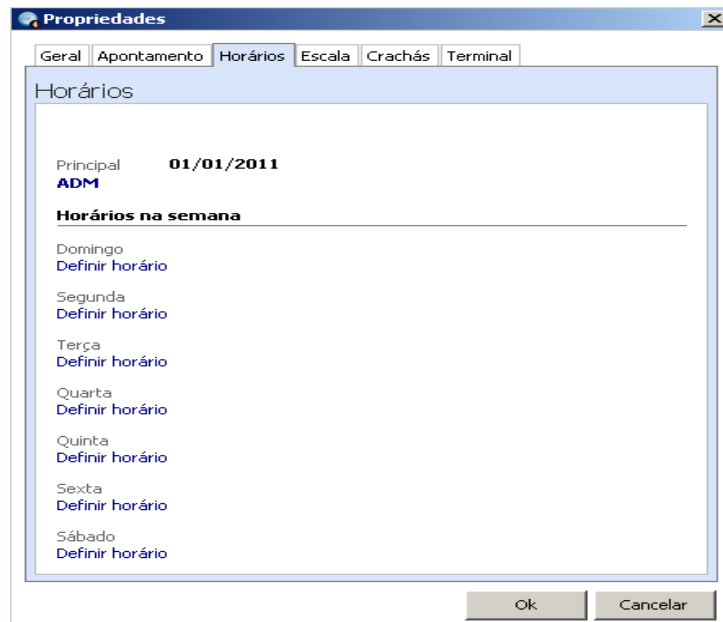 Propriedades
Geral Apontamento Horários Escala Crachás Terminal
Horários
Principal 01/01/2011
ADM
Horários na semana
Domingo
Definir horário
Segunda
Definir horário
Terça
Definir horário
Quarta
Definir horário
Quinta
Definir horário
Sexta
Definir horário
Sábado
Definir horário
Ok Cancelar